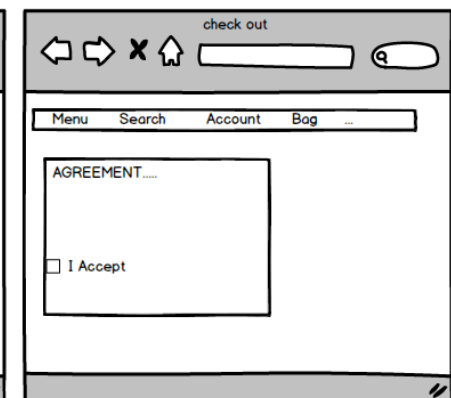 check out
Menu Search Account Bag ...
AGREEMENT.....
I Accept